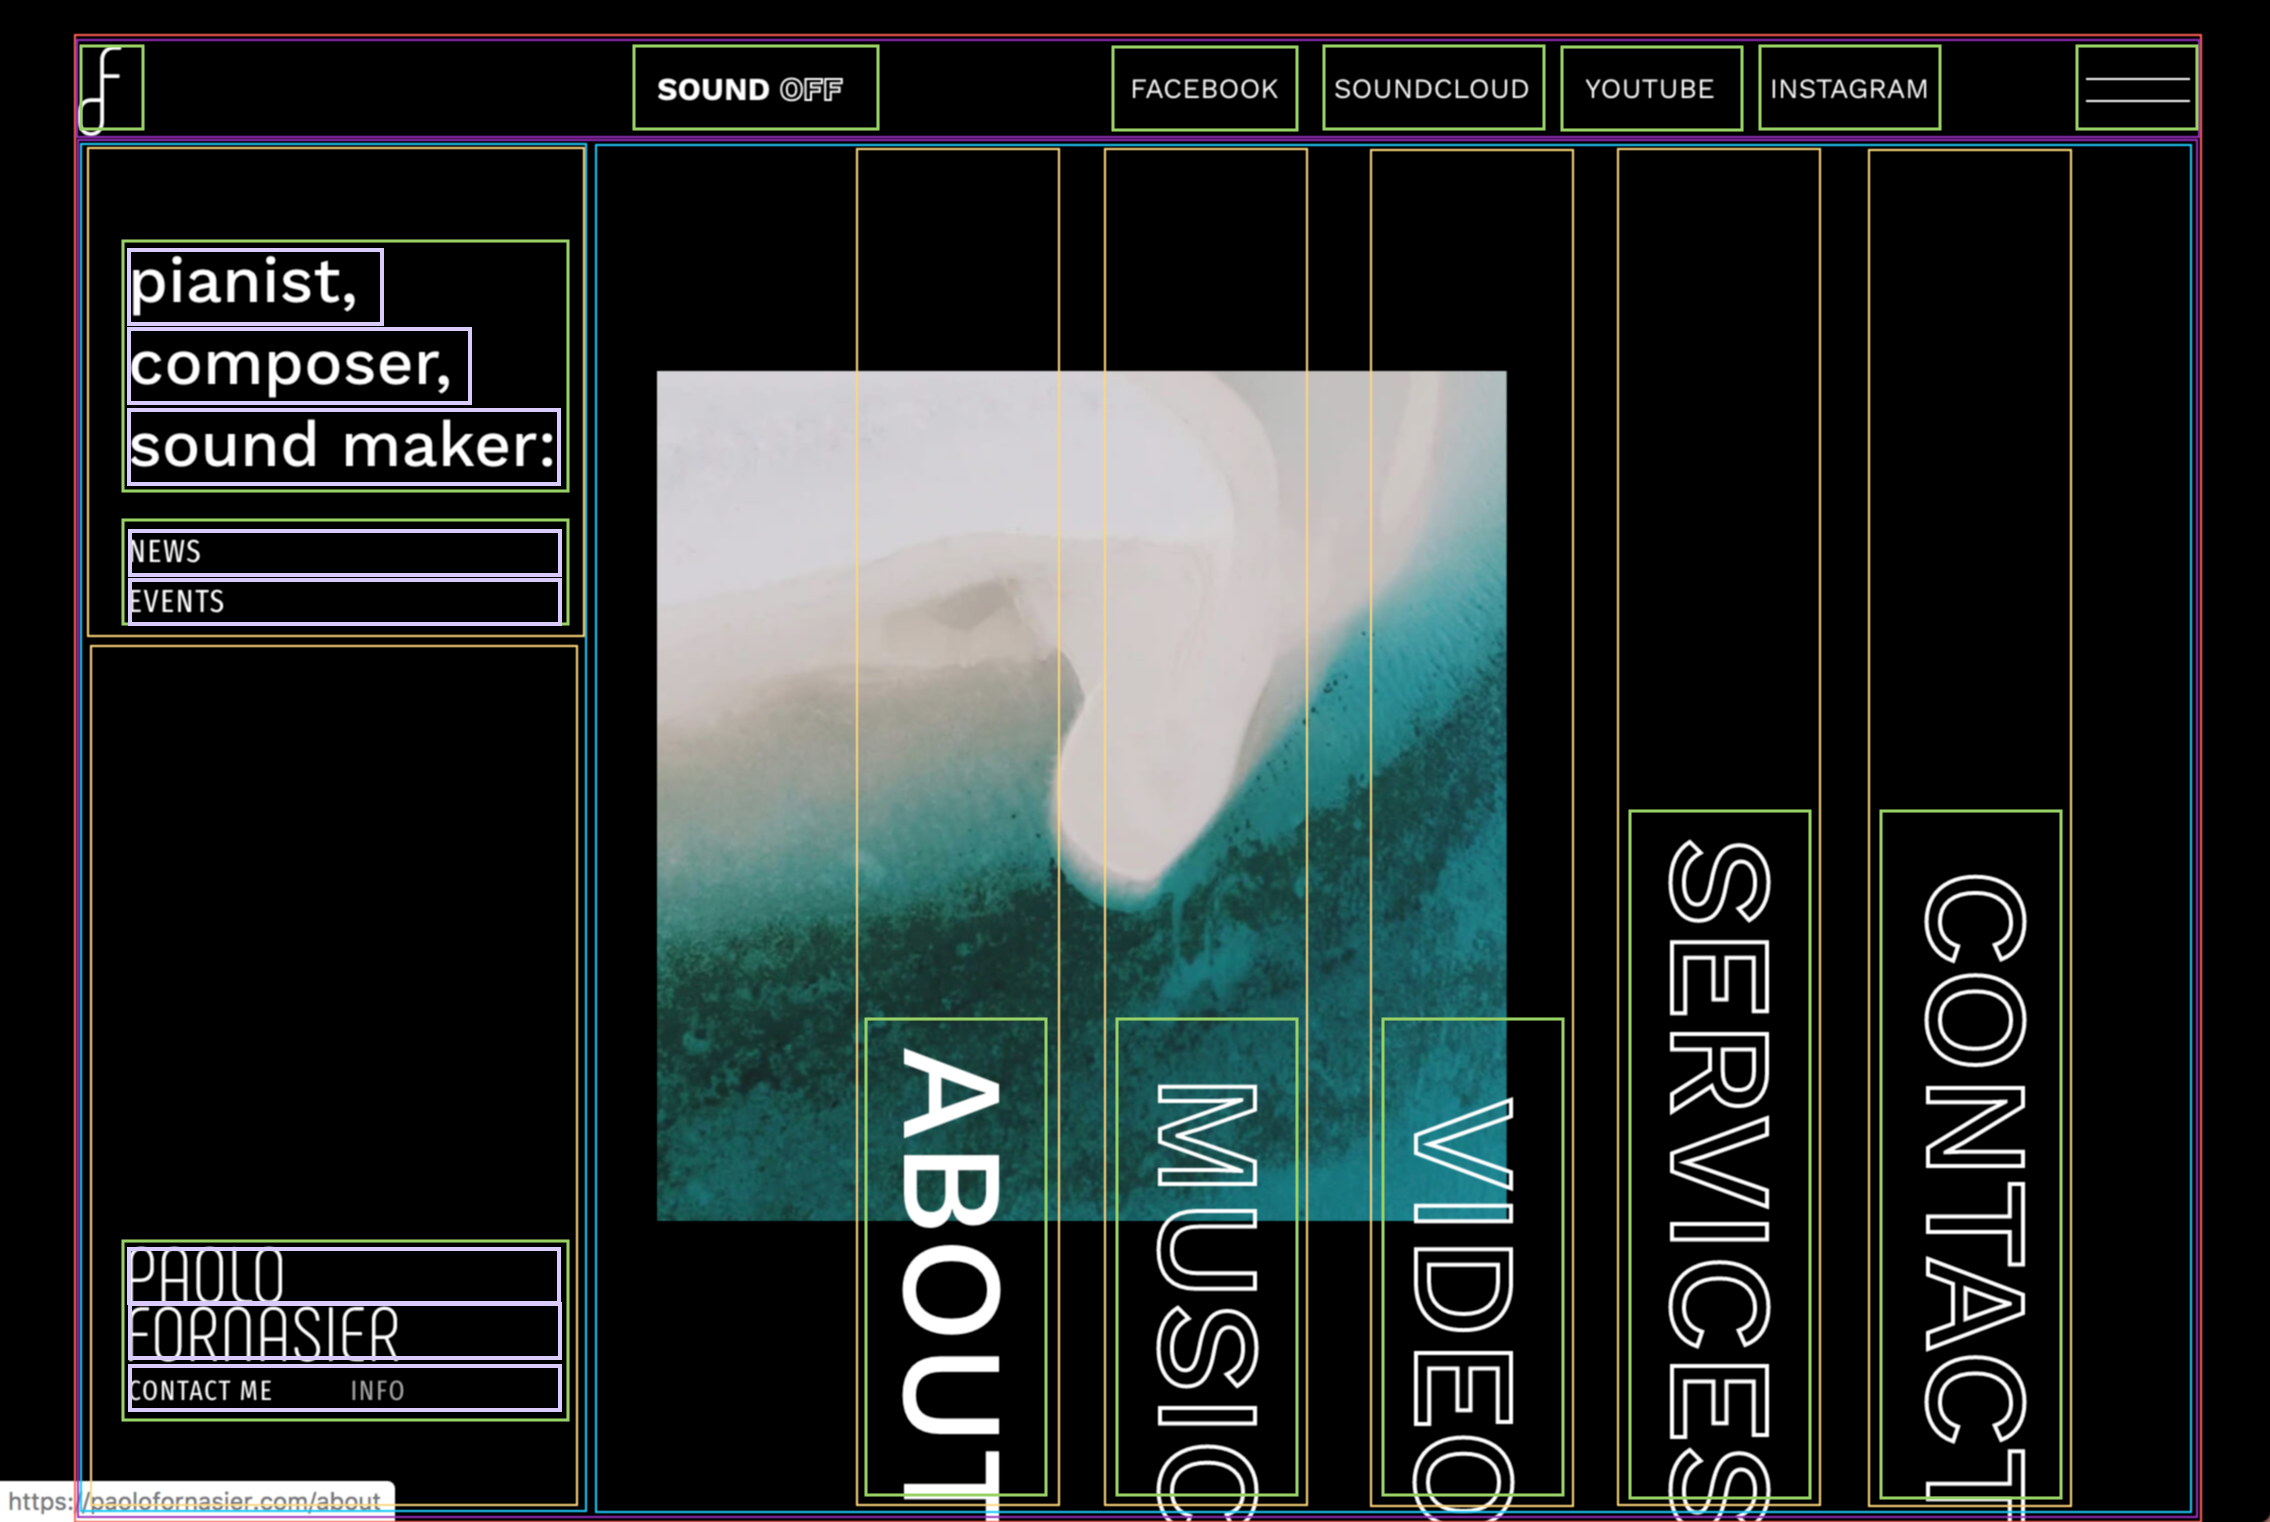 SOUND OFF
FACEBOOK
SOUNDCLOUD
YOUTUBE
INSTAGRAM
pianist,
composer,
sound maker:
NEWS
EVENTS
ABOUT
MUSIC
VIDEO
SERVICES
CONTACT
PAOLO
FORNASIER
CONTACT ME INFO
https://paolofornasier.com/about